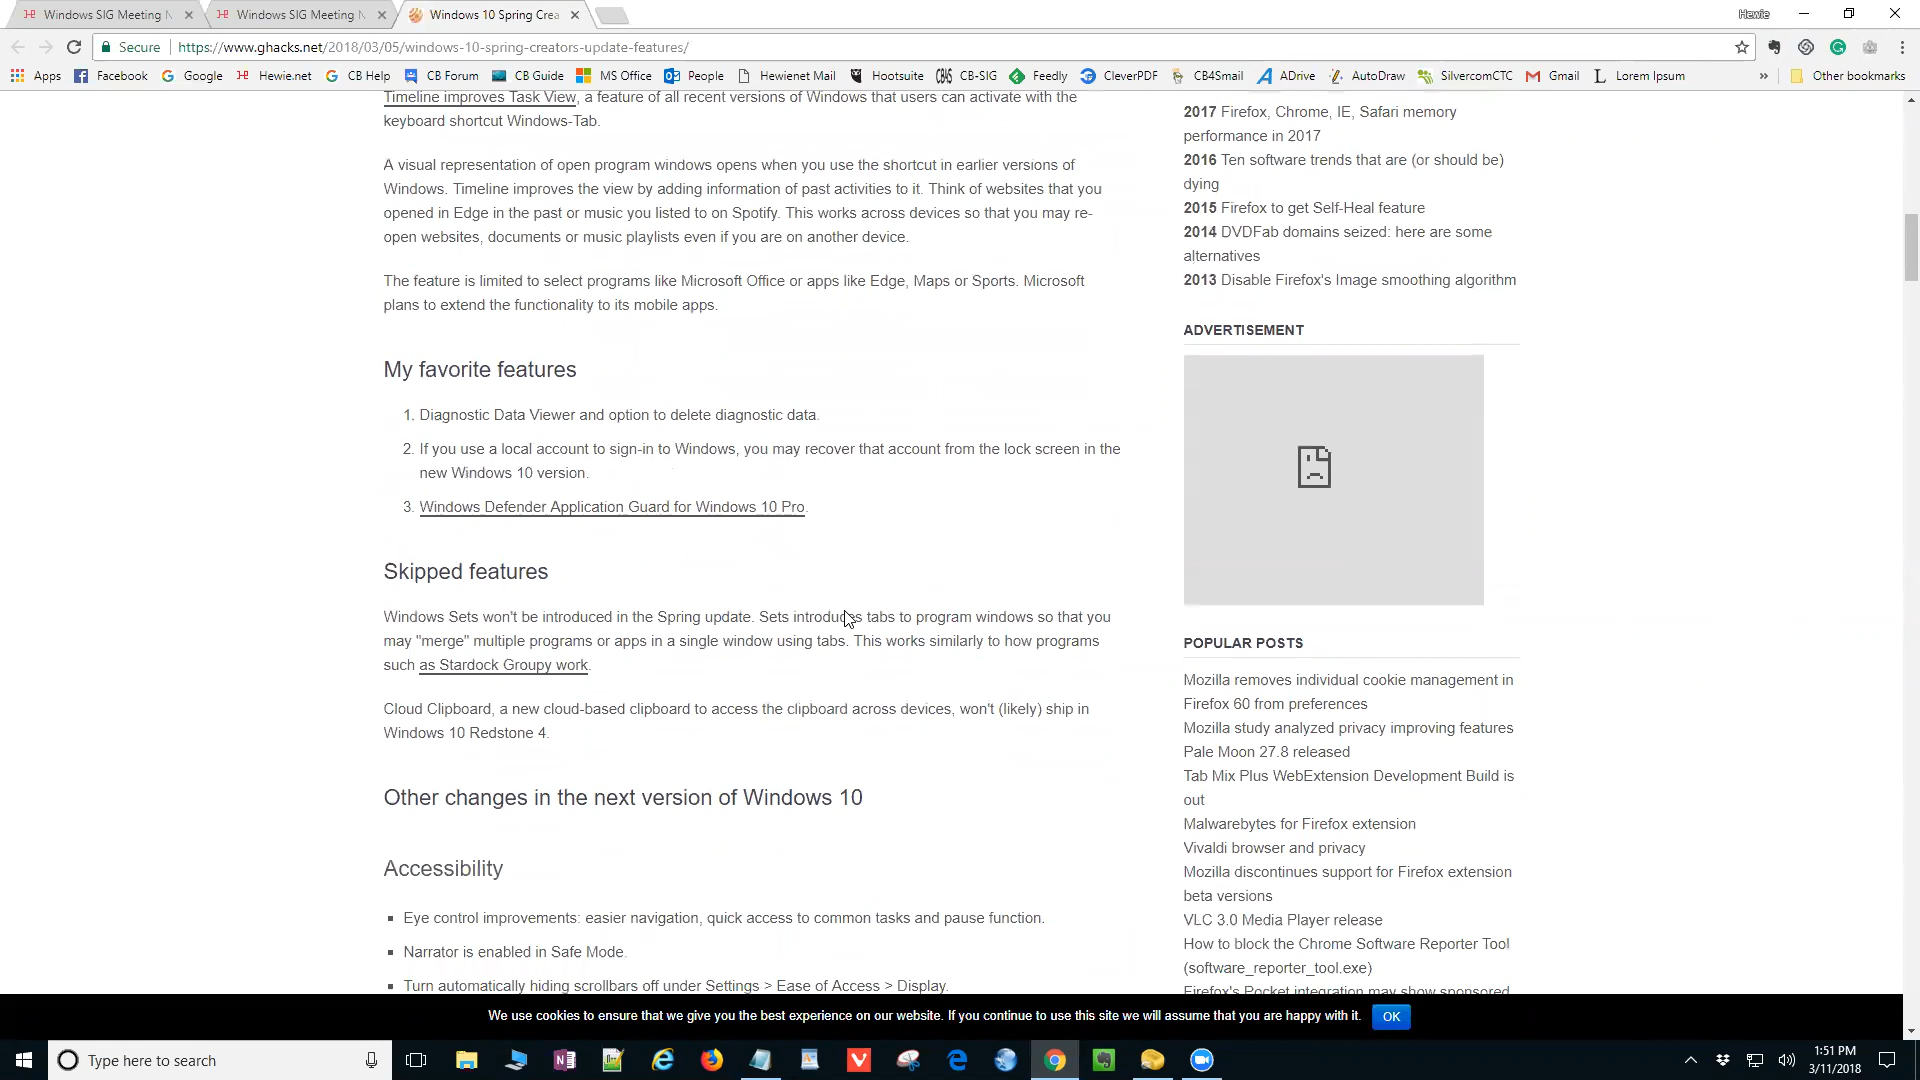 Windows SIG Meeting N
Windows SIG Meeting N
Windows 10 Spring Crea
Hewie
Secure
https://www.ghacks.net/2018/03/05/windows-10-spring-creators-update-features/
Apps
Facebook
Google
Hewie.net
CB Help
CB Forum
CB Guide
MS Office
People
Hewienet Mail
Hootsuite
CB-SIG
Feedly
CleverPDF
CB4Smail
ADrive
AutoDraw
SilvercomCTC
Gmail
Lorem Ipsum
»
Other bookmarks
Timeline improves Task View, a feature of all recent versions of Windows that users can activate with the
keyboard shortcut Windows-Tab.
A visual representation of open program windows opens when you use the shortcut in earlier versions of
Windows. Timeline improves the view by adding information of past activities to it. Think of websites that you
opened in Edge in the past or music you listed to on Spotify. This works across devices so that you may re-
open websites, documents or music playlists even if you are on another device.
The feature is limited to select programs like Microsoft Office or apps like Edge, Maps or Sports. Microsoft
plans to extend the functionality to its mobile apps.
My favorite features
1. Diagnostic Data Viewer and option to delete diagnostic data.
2. If you use a local account to sign-in to Windows, you may recover that account from the lock screen in the
new Windows 10 version.
3. Windows Defender Application Guard for Windows 10 Pro.
Skipped features
Windows Sets won't be introduced in the Spring update. Sets introduces tabs to program windows so that you
may "merge" multiple programs or apps in a single window using tabs. This works similarly to how programs
such as Stardock Groupy work.
Cloud Clipboard, a new cloud-based clipboard to access the clipboard across devices, won't (likely) ship in
Windows 10 Redstone 4.
Other changes in the next version of Windows 10
Accessibility
▪ Eye control improvements: easier navigation, quick access to common tasks and pause function.
▪ Narrator is enabled in Safe Mode.
▪ Turn automatically hiding scrollbars off under Settings > Ease of Access > Display.
2017 Firefox, Chrome, IE, Safari memory
performance in 2017
2016 Ten software trends that are (or should be)
dying
2015 Firefox to get Self-Heal feature
2014 DVDFab domains seized: here are some
alternatives
2013 Disable Firefox's Image smoothing algorithm
ADVERTISEMENT
POPULAR POSTS
Mozilla removes individual cookie management in
Firefox 60 from preferences
Mozilla study analyzed privacy improving features
Pale Moon 27.8 released
Tab Mix Plus WebExtension Development Build is
out
Malwarebytes for Firefox extension
Vivaldi browser and privacy
Mozilla discontinues support for Firefox extension
beta versions
VLC 3.0 Media Player release
How to block the Chrome Software Reporter Tool
(software_reporter_tool.exe)
Firefox's Pocket integration may show sponsored
We use cookies to ensure that we give you the best experience on our website. If you continue to use this site we will assume that you are happy with it.
OK
Type here to search
1:51 PM
3/11/2018